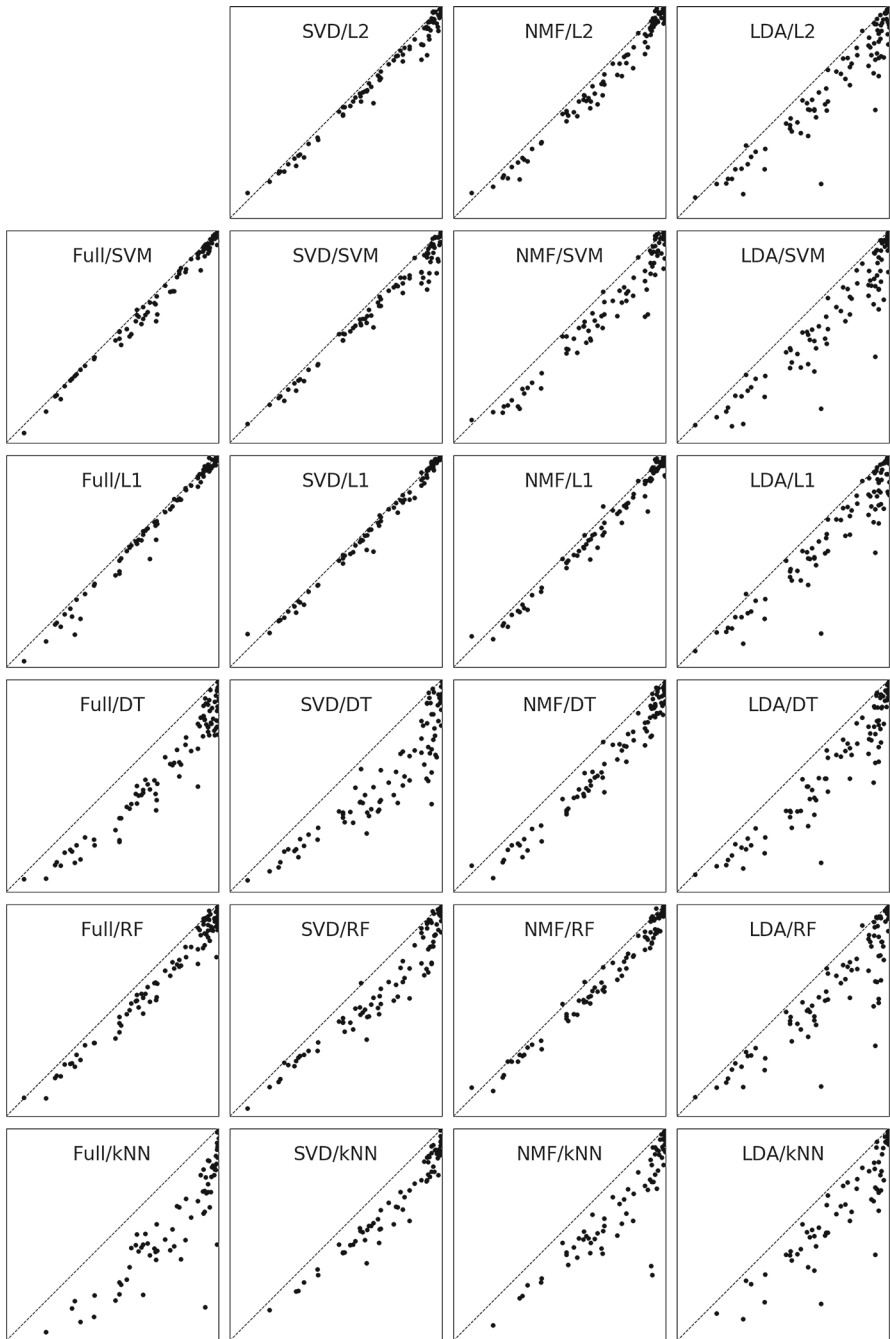 SVD/L2 NMF/L2 LDA/L2
Full/SVM SVD/SVM NMF/SVM LDA/SVM
Full/L1 SVD/L1 NMF/L1 LDA/L1
Full/DT SVD/DT NMF/DT LDA/DT
Full/RF SVD/RF NMF/RF LDA/RF
Full/kNN SVD/kNN NMF/kNN LDA/kNN